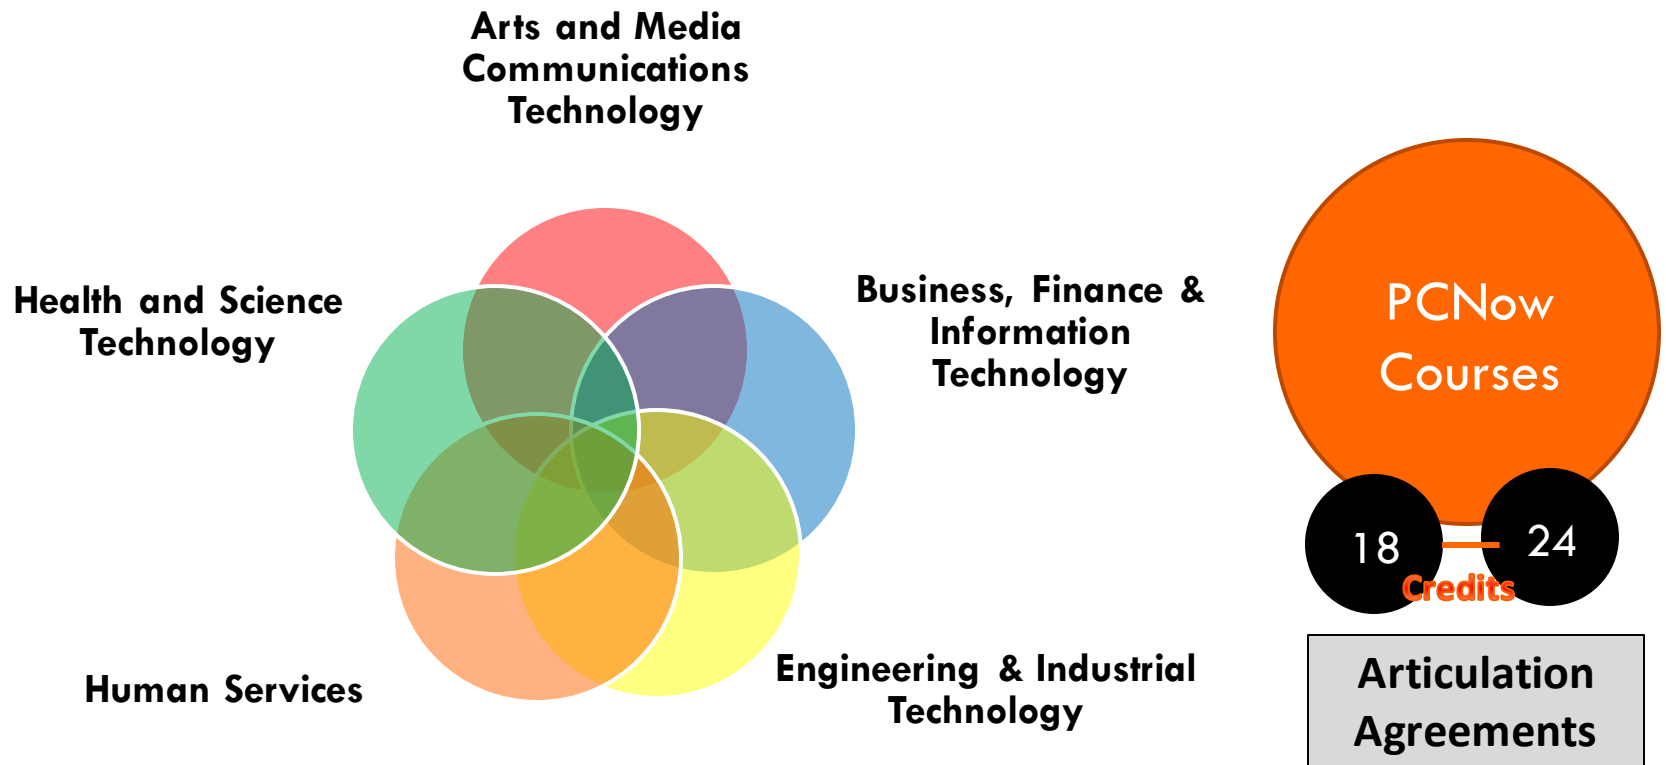 Arts and Media
Communications
Technology
Health and Science
Technology
Business, Finance &
Information
Technology
Human Services
Engineering & Industrial
Technology
PCNow
Courses
18
24
Credits
Articulation
Agreements